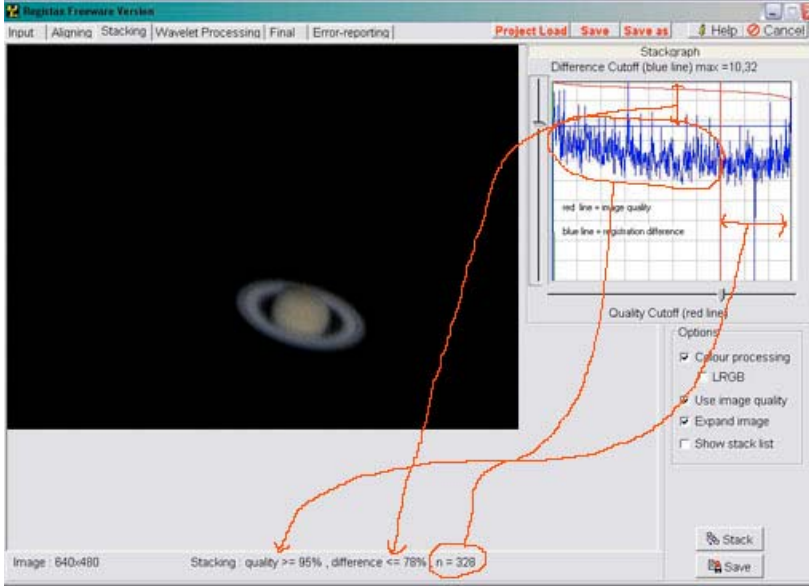 Registax Freeware Version
Input Aligning Stacking Wavelet Processing Final Error-reporting Project Load Save Save as Help Cancel
Stackgraph
Difference Cutoff (blue line) max =10,32
red line = image quality
blue line = registration difference
Quality Cutoff (red line)
Options
Colour processing
LRGB
Use image quality
Expand image
Show stack list
Stack
Save
Image : 640x480 Stacking : quality >= 95% , difference <= 78% , n = 328